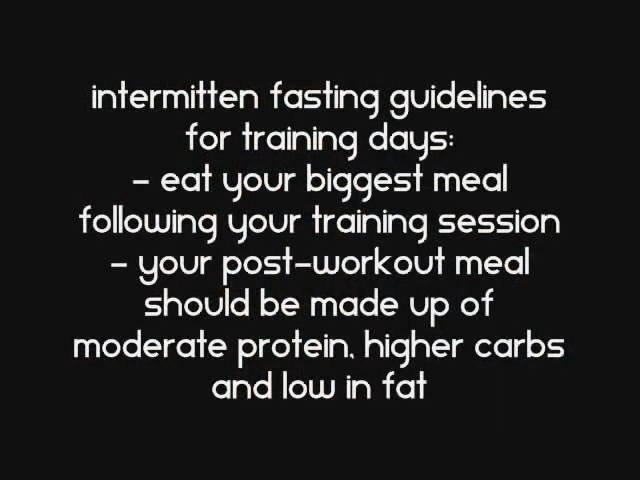 intermitten fasting guidelines
for training days:
- eat your biggest meal
following your training session
- your post-workout meal
should be made up of
moderate protein, higher carbs
and low in fat